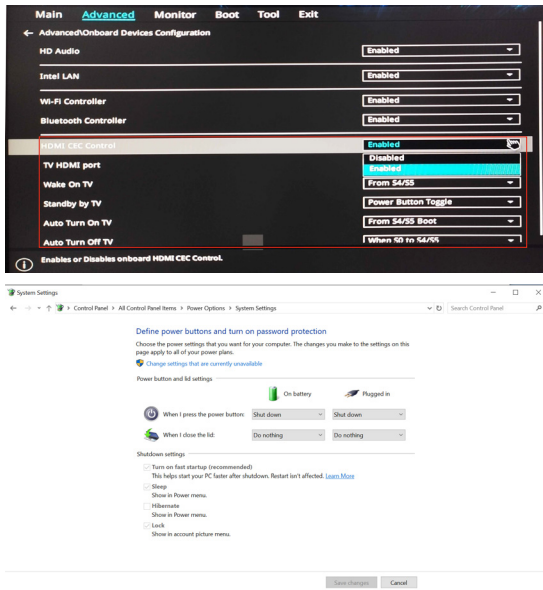 Main Advanced Monitor Boot Tool Exit
← Advanced\Onboard Devices Configuration
HD Audio Enabled
Intel LAN Enabled
Wi-Fi Controller Enabled
Bluetooth Controller Enabled
HDMI CEC Control Enabled
Disabled
TV HDMI port Enabled
Wake On TV From S4/S5
Standby by TV Power Button Toggle
Auto Turn On TV From S4/S5 Boot
Auto Turn Off TV When S0 to S4/S5
Enables or Disables onboard HDMI CEC Control.
System Settings
Control Panel > All Control Panel Items > Power Options > System Settings Search Control Panel
Define power buttons and turn on password protection
Choose the power settings that you want for your computer. The changes you make to the settings on this
page apply to all of your power plans.
Change settings that are currently unavailable
Power button and lid settings
On battery Plugged in
When I press the power button: Shut down Shut down
When I close the lid: Do nothing Do nothing
Shutdown settings
Turn on fast startup (recommended)
This helps start your PC faster after shutdown. Restart isn't affected. Learn More
Sleep
Show in Power menu.
Hibernate
Show in Power menu.
Lock
Show in account picture menu.
Save changes Cancel